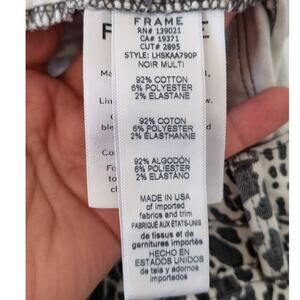 FRAME
RN# 139021
CA# 19371
CUT# 2895
STYLE: LHSKAA790P
NOIR MULTI
92% COTTON
6% POLYESTER
2% ELASTANE
92% COTON
6% POLYESTER
2% ÉLASTHANNE
92% ALGODÓN
6% POLIÉSTER
2% ELASTANO
MADE IN USA
of imported
fabrics and trim
FABRIQUÉ AUX ÉTATS-UNIS
de tissus et de
garnitures importés
HECHO EN
ESTADOS UNIDOS
de tela y adornos
importados